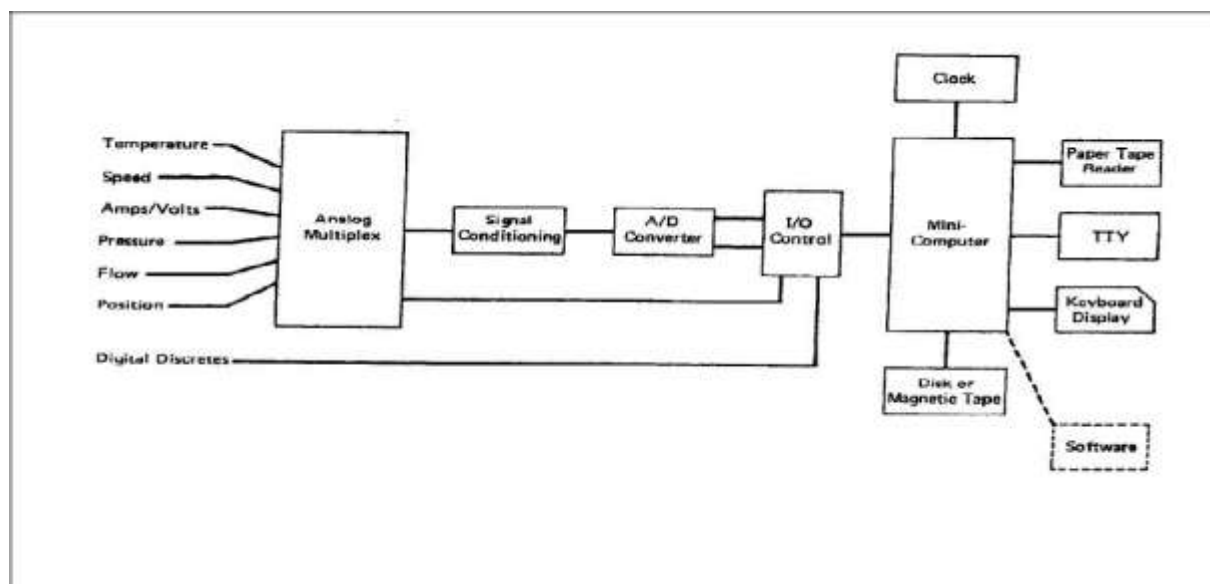 Clock
Temperature
Speed
Amps/Volts
Pressure
Flow
Position
Digital Discretes
Analog
Multiplex
Signal
Conditioning
A/D
Converter
I/O
Control
Mini-
Computer
Paper Tape
Reader
TTY
Keyboard
Display
Disk or
Magnetic Tape
Software